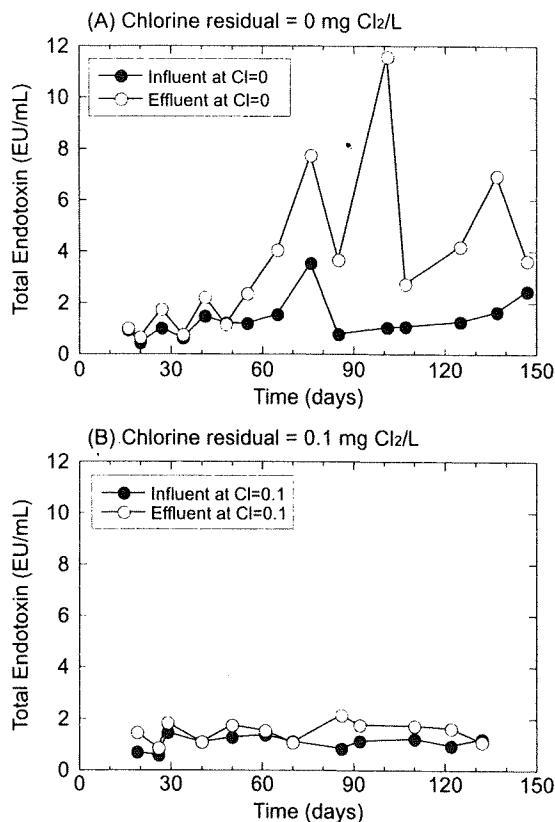 (A) Chlorine residual = 0 mg Cl₂/L
Total Endotoxin (EU/mL)
12
10
8
6
4
2
0
Influent at Cl=0
Effluent at Cl=0
0 30 60 90 120 150
Time (days)
(B) Chlorine residual = 0.1 mg Cl₂/L
Total Endotoxin (EU/mL)
12
10
8
6
4
2
0
Influent at Cl=0.1
Effluent at Cl=0.1
0 30 60 90 120 150
Time (days)